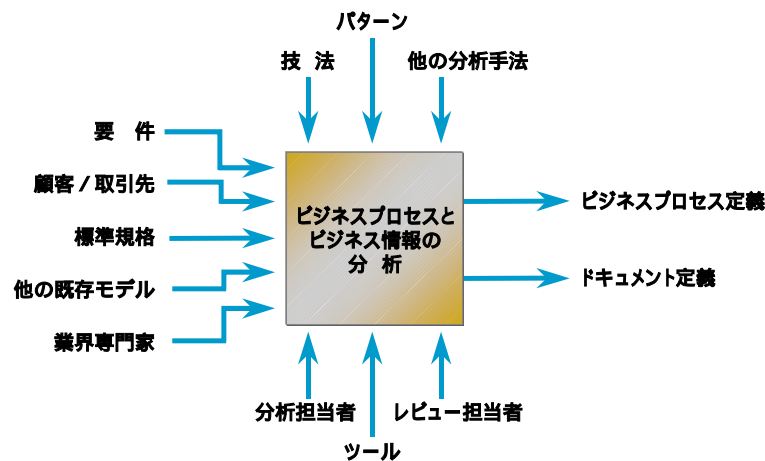 パターン
技 法
他の分析手法
要 件
顧客 / 取引先
標準規格
他の既存モデル
業界専門家
ビジネスプロセスと
ビジネス情報の
分 析
ビジネスプロセス定義
ドキュメント定義
分析担当者
レビュー担当者
ツール